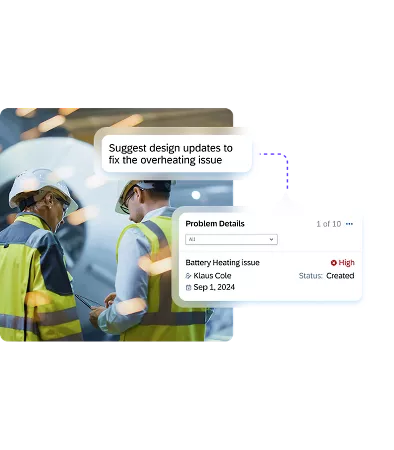 Suggest design updates to
fix the overheating issue
Problem Details 1 of 10
All
Battery Heating issue High
Klaus Cole Status: Created
Sep 1, 2024